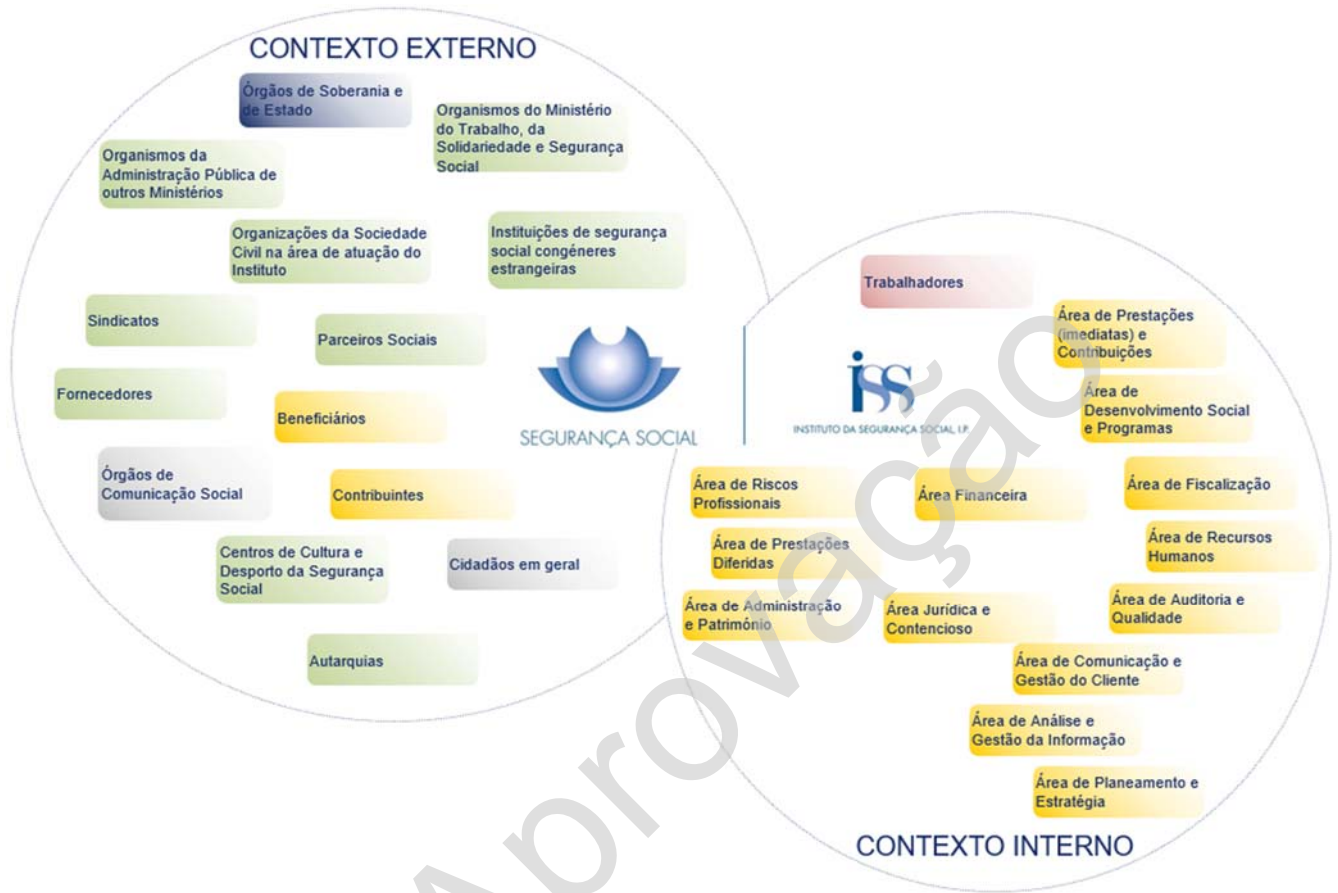 CONTEXTO EXTERNO
Órgãos de Soberania e
de Estado
Organismos do Ministério
do Trabalho, da
Solidariedade e Segurança
Social
Organismos da
Administração Pública de
outros Ministérios
Organizações da Sociedade
Civil na área de atuação do
Instituto
Instituições de segurança
social congéneres
estrangeiras
Sindicatos
Parceiros Sociais
Fornecedores
Beneficiários
Órgãos de
Comunicação Social
Contribuintes
Centros de Cultura e
Desporto da Segurança
Social
Cidadãos em geral
Autarquias
SEGURANÇA SOCIAL
iss
INSTITUTO DA SEGURANÇA SOCIAL, I.P.
Trabalhadores
Área de Prestações
(imediatas) e
Contribuições
Área de
Desenvolvimento Social
e Programas
Área de Riscos
Profissionais
Área Financeira
Área de Fiscalização
Área de Prestações
Diferidas
Área de Recursos
Humanos
Área de Administração
e Património
Área Jurídica e
Contencioso
Área de Auditoria e
Qualidade
Área de Comunicação e
Gestão do Cliente
Área de Análise e
Gestão da Informação
Área de Planeamento e
Estratégia
CONTEXTO INTERNO
Aprovação